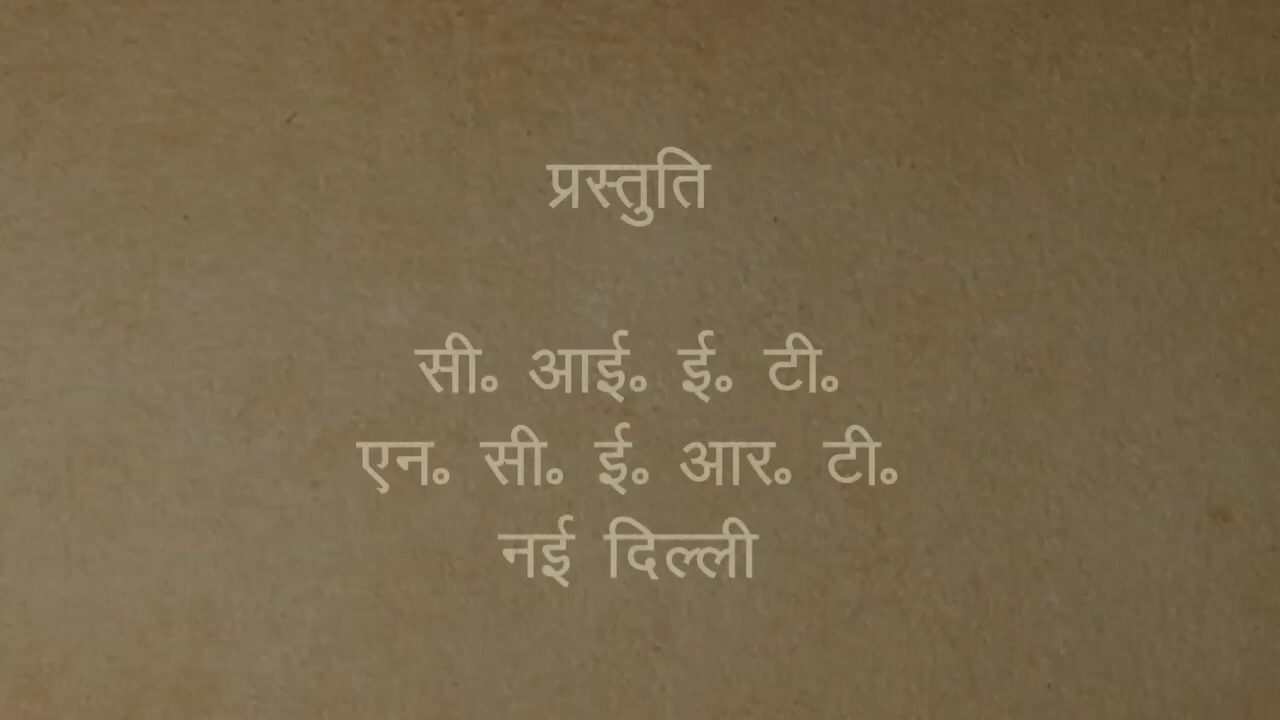 प्रस्तुति
सी॰ आई॰ ई॰ टी॰
एन॰ सी॰ ई॰ आर॰ टी॰
नई दिल्ली